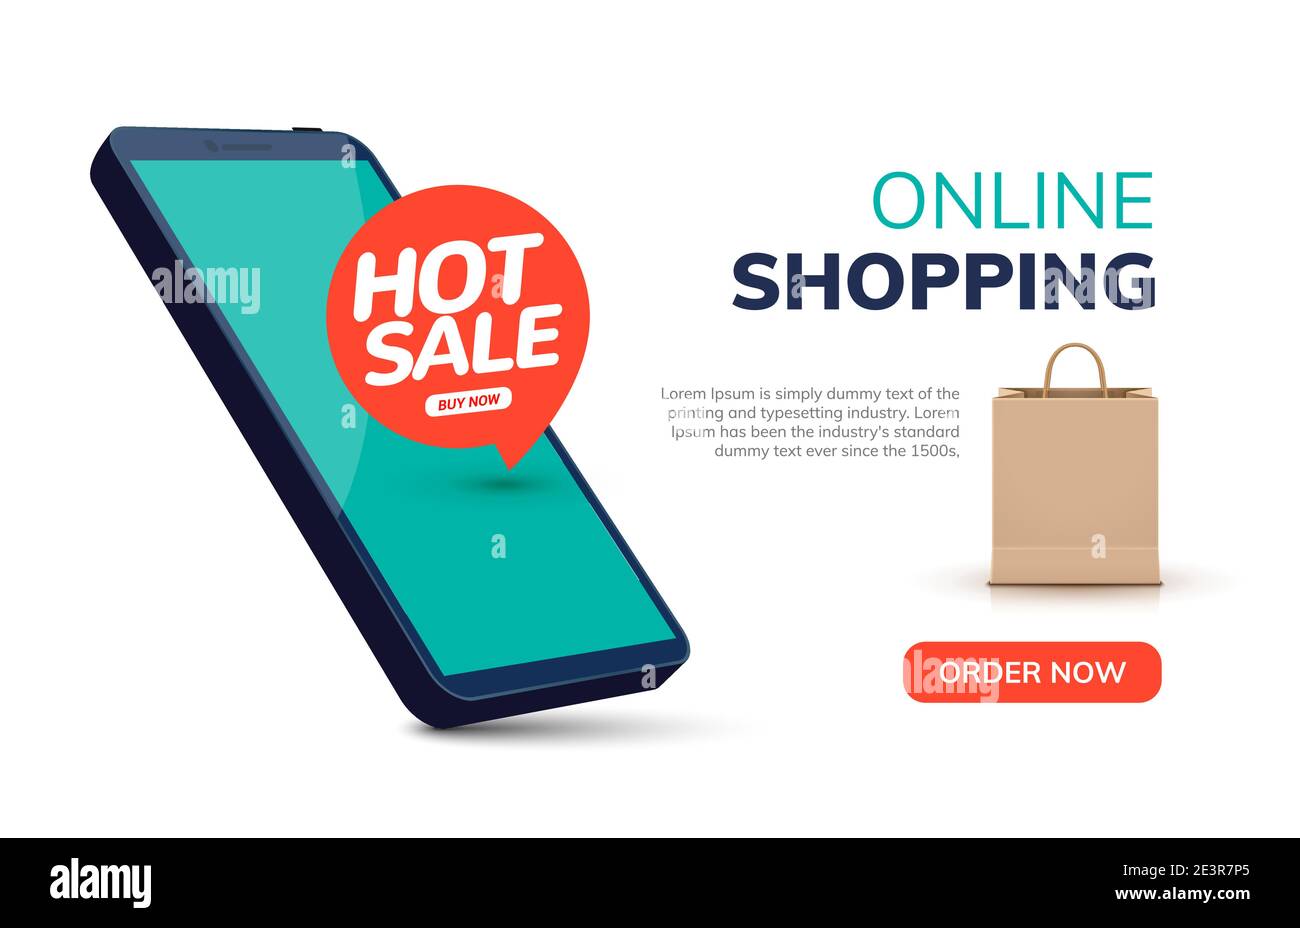 HOT
SALE
BUY NOW
ONLINE
SHOPPING
Lorem Ipsum is simply dummy text of the
printing and typesetting industry. Lorem
Ipsum has been the industry's standard
dummy text ever since the 1500s,
ORDER NOW
alamy
Image ID: 2E3R7P5
www.alamy.com